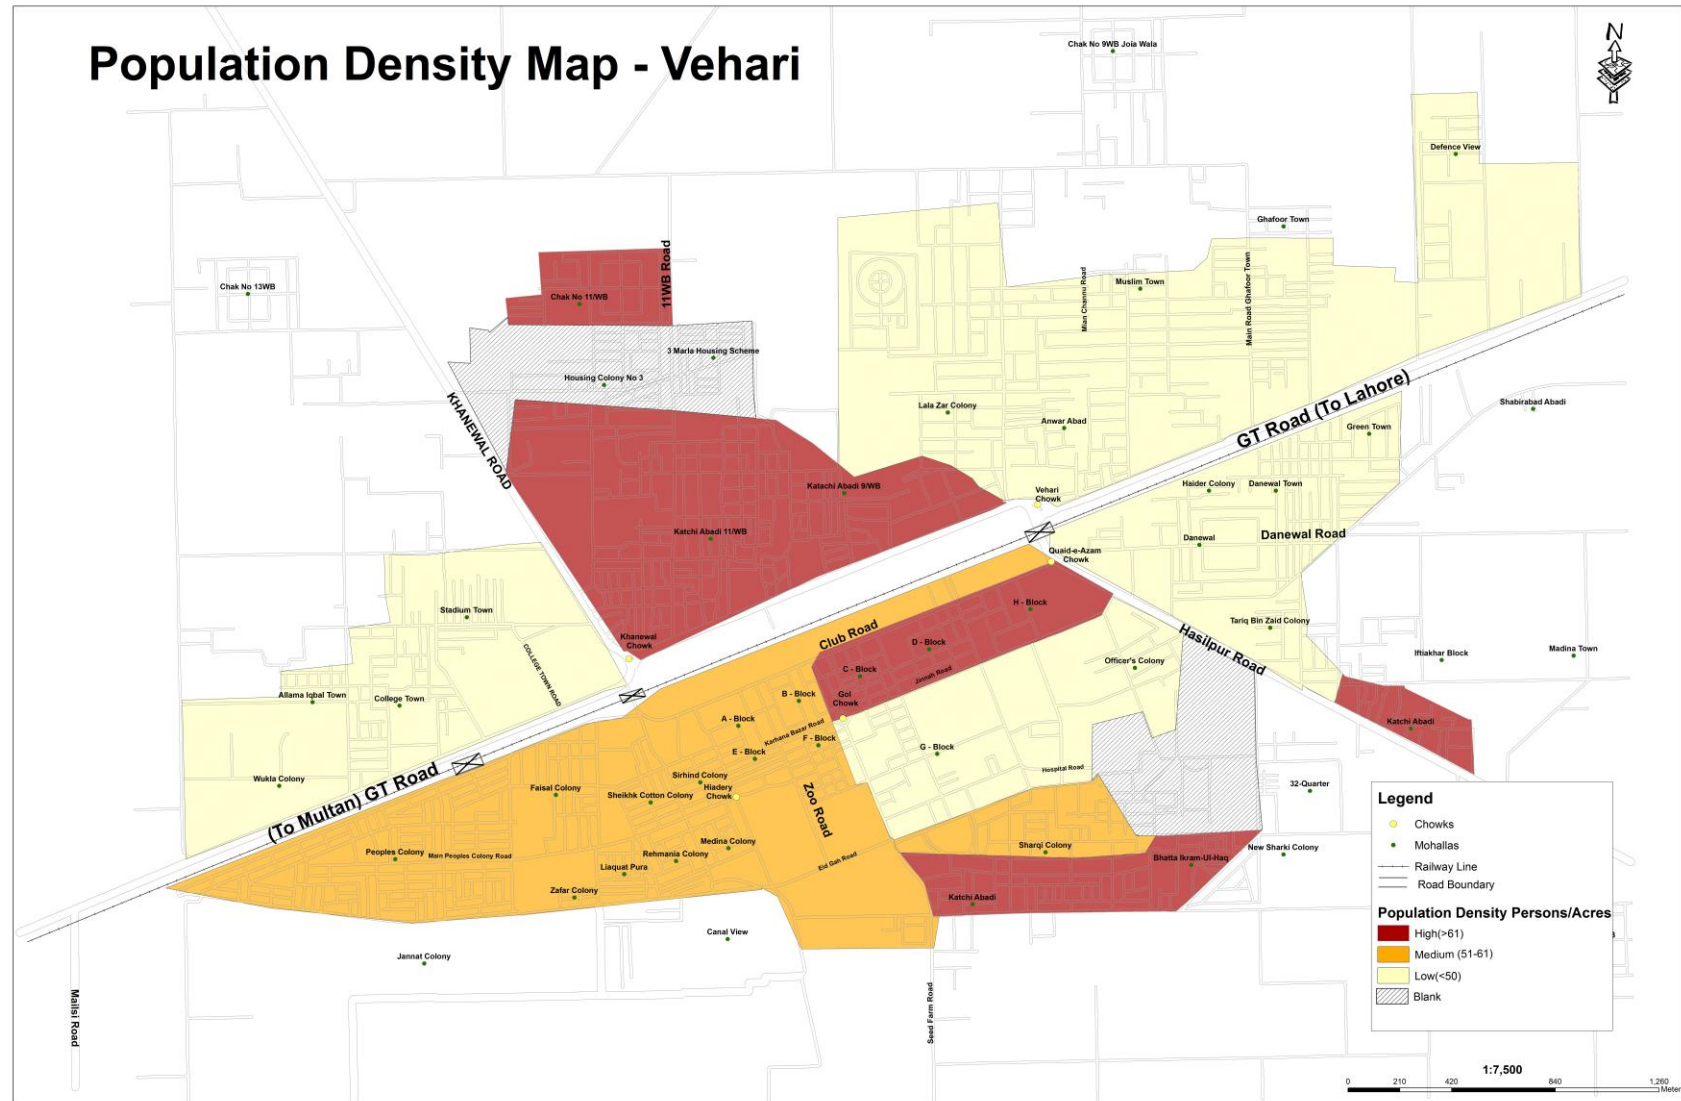 Population Density Map - Vehari
N
Chak No 9WB Joia Wala
Defence View
Ghafoor Town
11WB Road
Chak No 13WB
Chak No 11/WB
Mian Channu Road
Muslim Town
Main Road Ghafoor Town
3 Marla Housing Scheme
Housing Colony No 3
KHANEWAL ROAD
Lala Zar Colony
Anwar Abad
GT Road (To Lahore)
Green Town
Shabirabad Abadi
Katachi Abadi 9/WB
Vehari
Chowk
Haider Colony
Danewal Town
Katchi Abadi 11/WB
Danewal
Danewal Road
Quaid-e-Azam
Chowk
Stadium Town
H - Block
Club Road
Tariq Bin Zaid Colony
Khanewal
Chowk
D - Block
Hasilpur Road
Iftiakhar Block
Madina Town
COLLEGE TOWN ROAD
C - Block
Jinnah Road
Officer's Colony
Allama Iqbal Town
College Town
B - Block
Gol
Chowk
A - Block
Karhana Bazar Road
F - Block
Katchi Abadi
E - Block
G - Block
Hospital Road
Wukla Colony
(To Multan) GT Road
Faisal Colony
Sirhind Colony
Sheikhk Cotton Colony
Hiadery
Chowk
Zoo Road
32-Quarter
Peoples Colony
Main Peoples Colony Road
Medina Colony
Rehmania Colony
Liaquat Pura
Eid Gah Road
Sharqi Colony
Bhatta Ikram-Ul-Haq
New Sharki Colony
Zafar Colony
Katchi Abadi
Canal View
Jannat Colony
Mailsi Road
Seed Farm Road
Legend
Chowks
Mohallas
Railway Line
Road Boundary
Population Density Persons/Acres
High(>61)
Medium (51-61)
Low(<50)
Blank
1:7,500
0 210 420 840 1,260
Meter